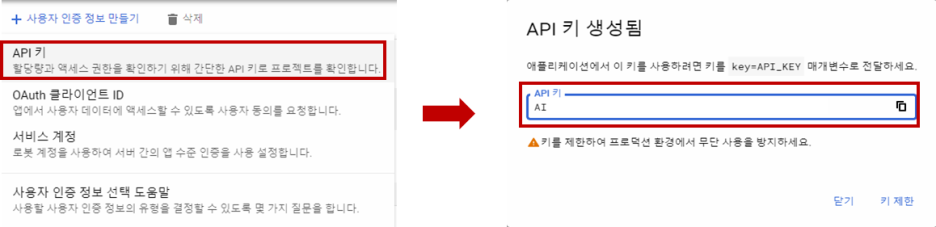 + 사용자 인증 정보 만들기 삭제
API 키
할당량과 액세스 권한을 확인하기 위해 간단한 API 키로 프로젝트를 확인합니다.
OAuth 클라이언트 ID
앱에서 사용자 데이터에 액세스할 수 있도록 사용자 동의를 요청합니다.
서비스 계정
로봇 계정을 사용하여 서버 간의 앱 수준 인증을 사용 설정합니다.
사용자 인증 정보 선택 도움말
사용할 사용자 인증 정보의 유형을 결정할 수 있도록 몇 가지 질문을 합니다.
API 키 생성됨
애플리케이션에서 이 키를 사용하려면 키를 key=API_KEY 매개변수로 전달하세요.
API 키
AI
키를 제한하여 프로덕션 환경에서 무단 사용을 방지하세요.
닫기 키 제한